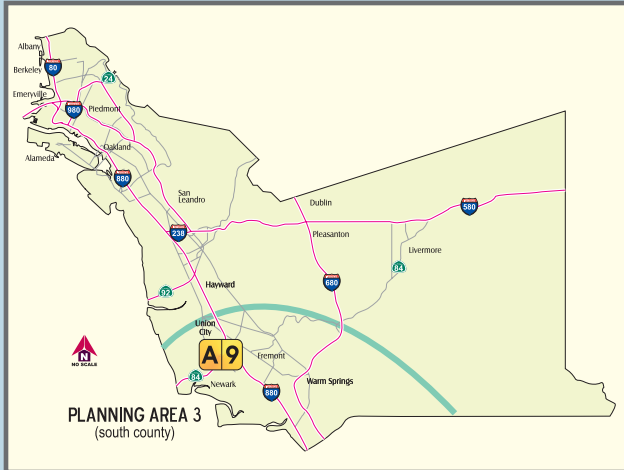 Albany
80
Berkeley
24
Emeryville
980
Piedmont
Oakland
Alameda
880
San
Leandro
Dublin
580
238
Pleasanton
Livermore
84
680
Hayward
92
Union
City
N
NO SCALE
A 9
Fremont
84
Newark
Warm Springs
880
PLANNING AREA 3
(south county)